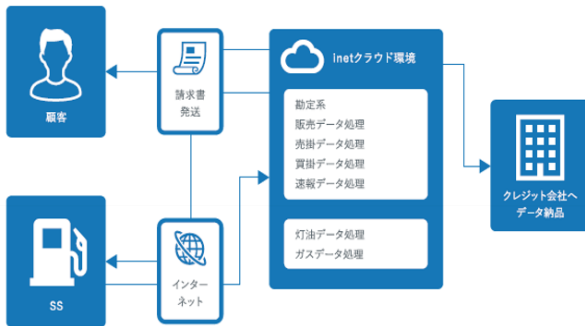 顧客
請求書
発送
Inetクラウド環境
勘定系
販売データ処理
売掛データ処理
買掛データ処理
速報データ処理
灯油データ処理
ガスデータ処理
クレジット会社へ
データ納品
SS
インター
ネット